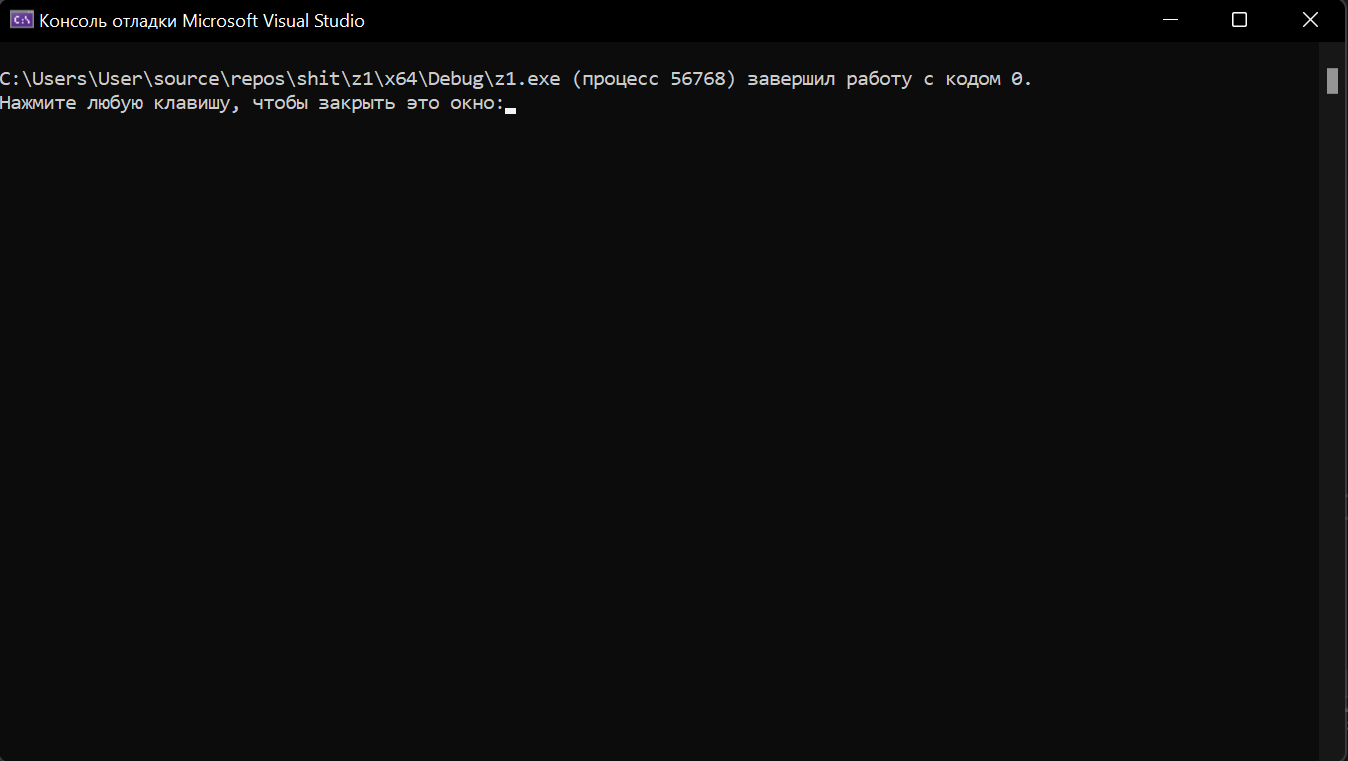 Консоль отладки Microsoft Visual Studio
C:\Users\User\source\repos\shit\z1\x64\Debug\z1.exe (процесс 56768) завершил работу с кодом 0.
Нажмите любую клавишу, чтобы закрыть это окно: